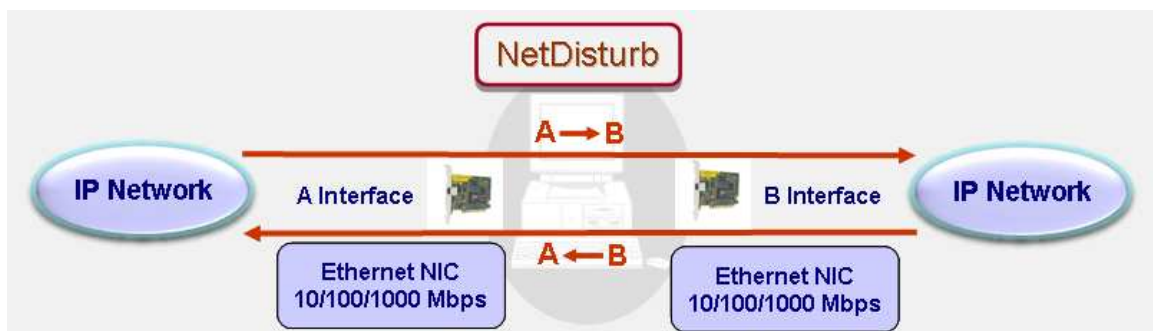 NetDisturb
A → B
IP Network
A Interface
B Interface
IP Network
A ← B
Ethernet NIC
10/100/1000 Mbps
Ethernet NIC
10/100/1000 Mbps